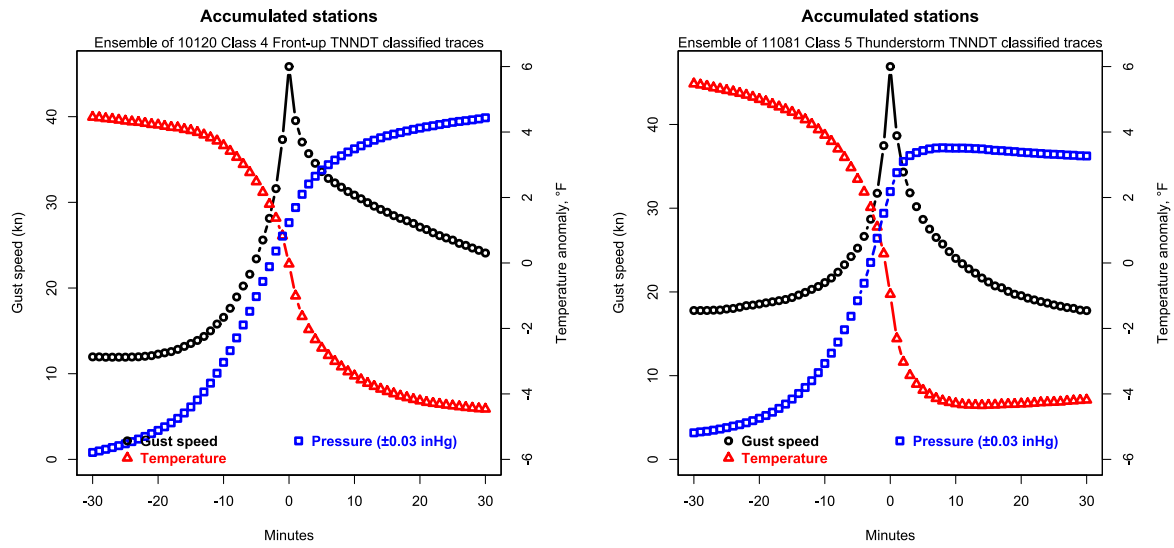 Accumulated stations
Ensemble of 10120 Class 4 Front-up TNNDT classified traces
Gust speed (kn)
0
10
20
30
40
Temperature anomaly, °F
-6
-4
-2
0
2
4
6
Gust speed
Temperature
Pressure (±0.03 inHg)
-30
-20
-10
0
10
20
30
Minutes
Accumulated stations
Ensemble of 11081 Class 5 Thunderstorm TNNDT classified traces
Gust speed (kn)
0
10
20
30
40
Temperature anomaly, °F
-6
-4
-2
0
2
4
6
Gust speed
Temperature
Pressure (±0.03 inHg)
-30
-20
-10
0
10
20
30
Minutes